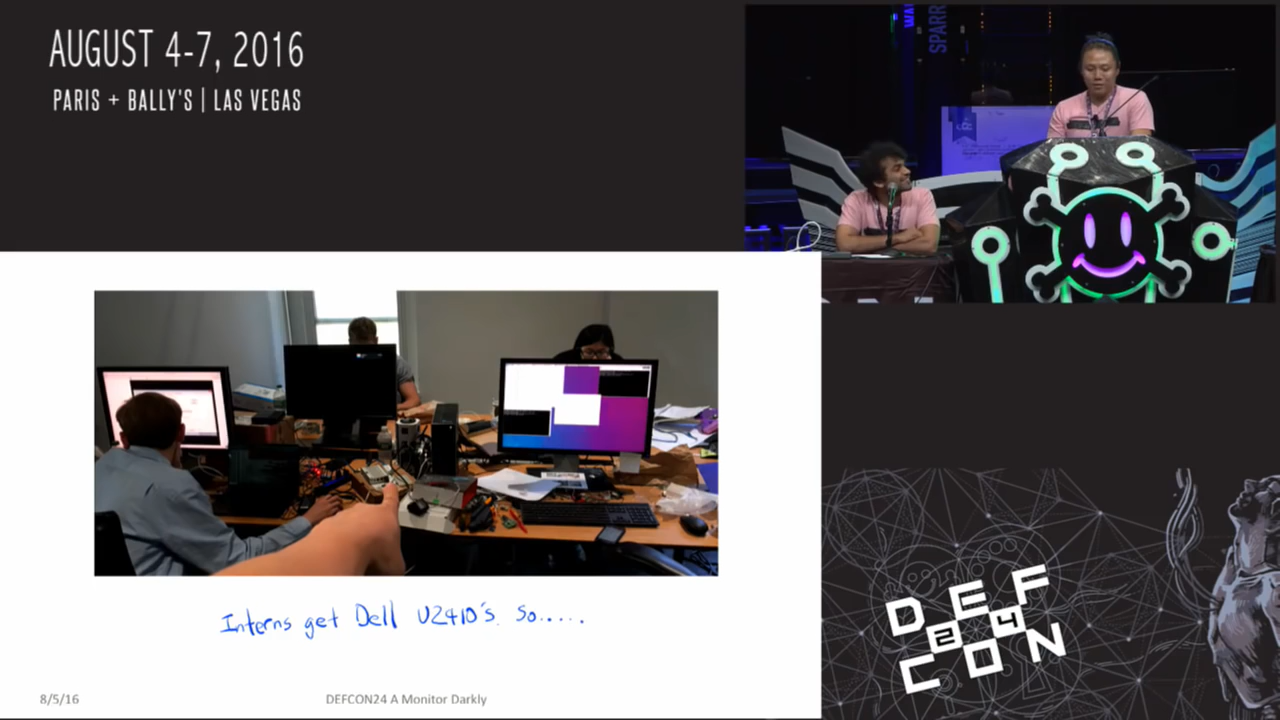 AUGUST 4-7, 2016
PARIS + BALLY'S | LAS VEGAS
SPARR
Interns get Dell U2410's. So.....
8/5/16
DEFCON24 A Monitor Darkly
DEF
24
CON